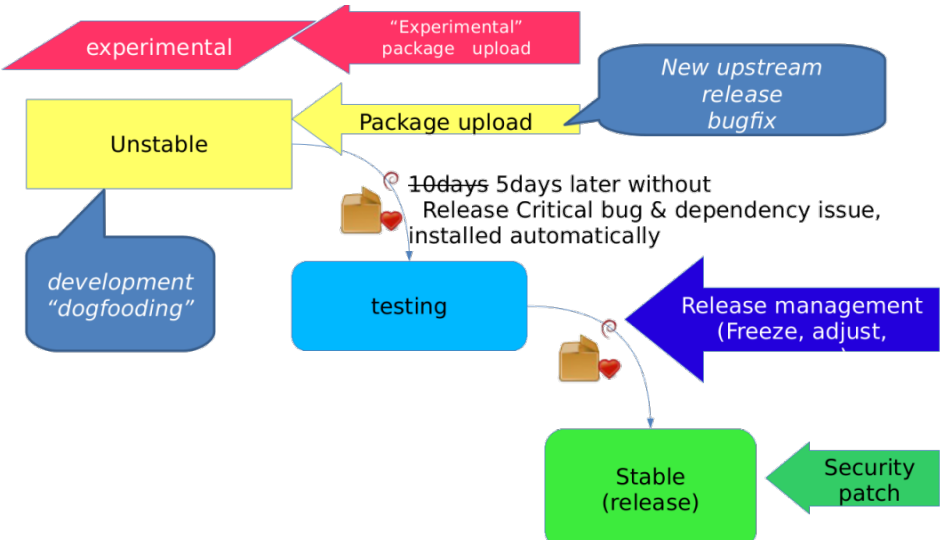 experimental
“Experimental”
package upload
Unstable
Package upload
New upstream
release
bugfix
10days 5days later without
Release Critical bug & dependency issue,
installed automatically
development
“dogfooding”
testing
Release management
(Freeze, adjust,
Stable
(release)
Security
patch